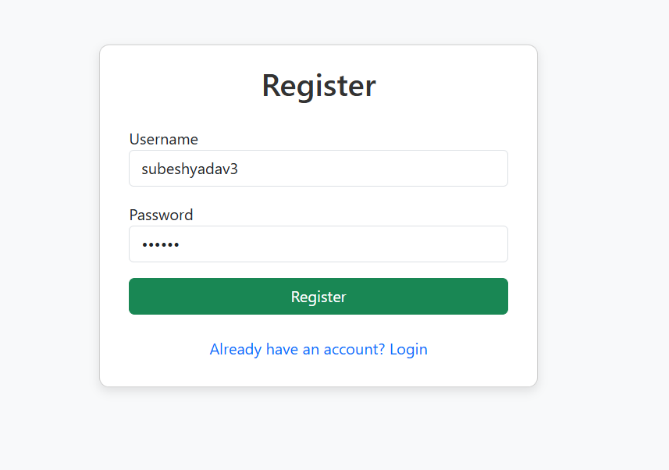 Register
Username
subeshyadav3
Password
••••••
Register
Already have an account? Login